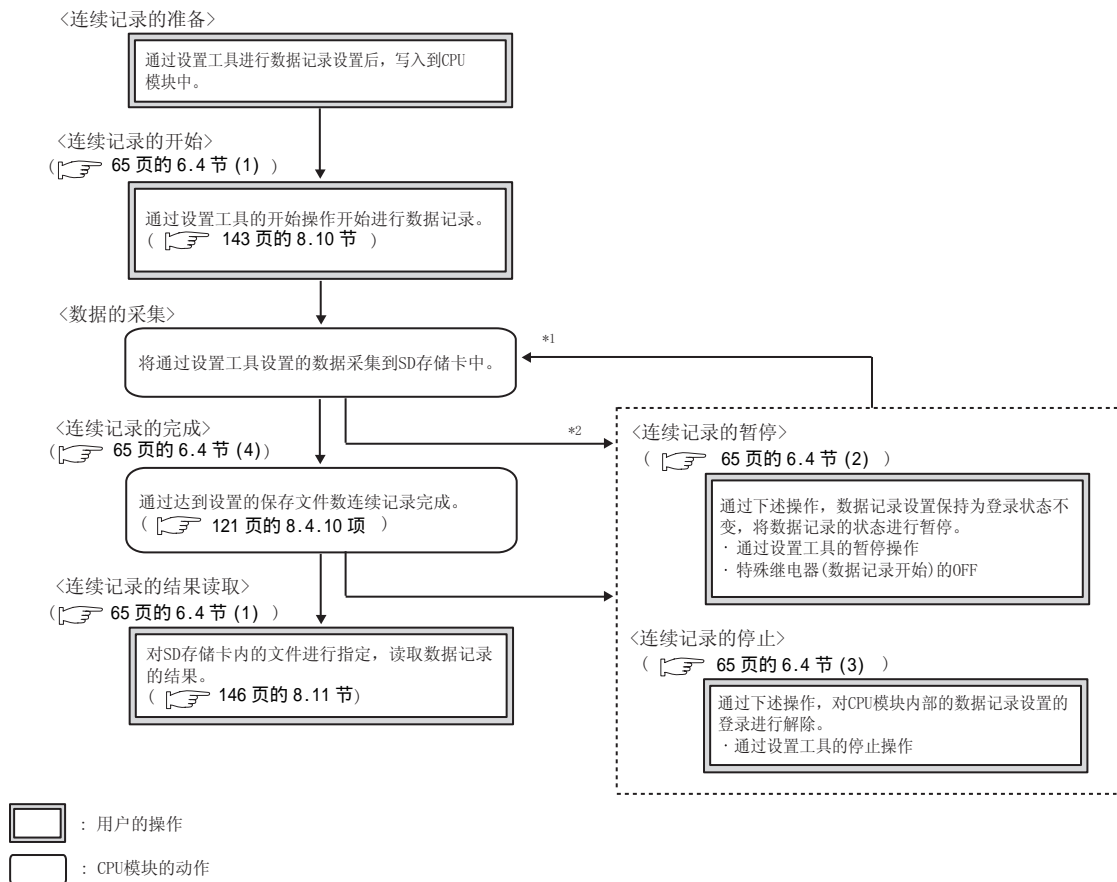 <连续记录的准备>
通过设置工具进行数据记录设置后，写入到CPU
模块中。
<连续记录的开始>
( 65 页的 6.4 节 (1) )
通过设置工具的开始操作开始进行数据记录。
( 143 页的 8.10 节 )
<数据的采集>
将通过设置工具设置的数据采集到SD存储卡中。
*1
<连续记录的完成>
( 65 页的 6.4 节 (4))
*2
通过达到设置的保存文件数连续记录完成。
( 121 页的 8.4.10 项 )
<连续记录的结果读取>
( 65 页的 6.4 节 (1) )
对SD存储卡内的文件进行指定，读取数据记录
的结果。
( 146 页的 8.11 节)
<连续记录的暂停>
( 65 页的 6.4 节 (2) )
通过下述操作，数据记录设置保持为登录状态不
变，将数据记录的状态进行暂停。
·通过设置工具的暂停操作
·特殊继电器(数据记录开始)的OFF
<连续记录的停止>
( 65 页的 6.4 节 (3) )
通过下述操作，对CPU模块内部的数据记录设置的
登录进行解除。
·通过设置工具的停止操作
: 用户的操作
: CPU模块的动作